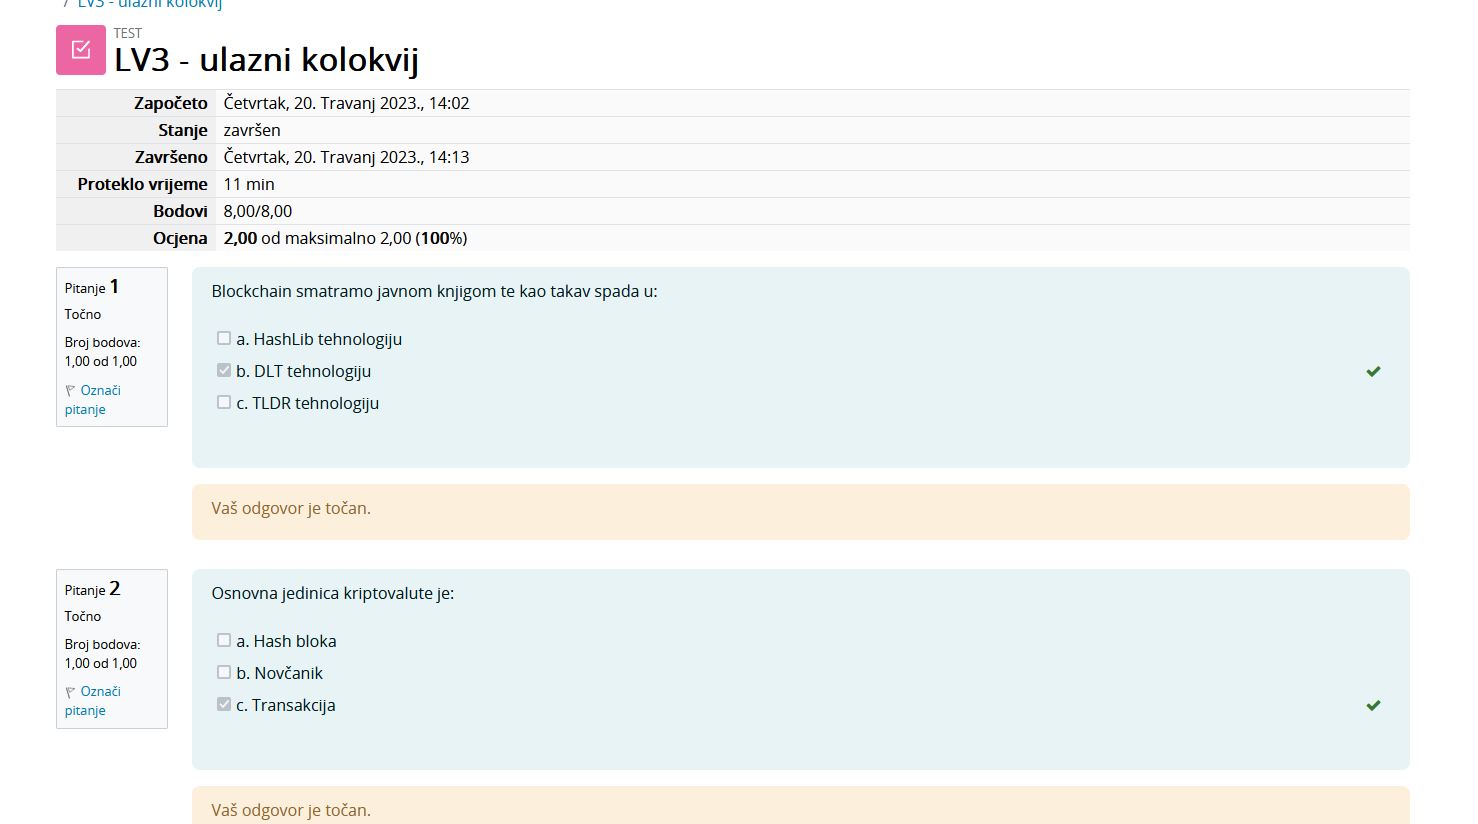 / LV3 - ulazni kolokvij
TEST
LV3 - ulazni kolokvij
Započeto Četvrtak, 20. Travanj 2023., 14:02
Stanje završen
Završeno Četvrtak, 20. Travanj 2023., 14:13
Proteklo vrijeme 11 min
Bodovi 8,00/8,00
Ocjena 2,00 od maksimalno 2,00 (100%)
Pitanje 1
Točno
Broj bodova:
1,00 od 1,00
Označi
pitanje
Blockchain smatramo javnom knjigom te kao takav spada u:
a. HashLib tehnologiju
b. DLT tehnologiju
c. TLDR tehnologiju
Vaš odgovor je točan.
Pitanje 2
Točno
Broj bodova:
1,00 od 1,00
Označi
pitanje
Osnovna jedinica kriptovalute je:
a. Hash bloka
b. Novčanik
c. Transakcija
Vaš odgovor je točan.